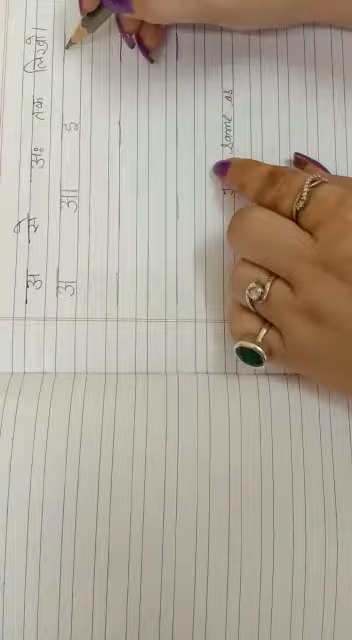 अ से अः तक लिखो।
अ आ इ
same as